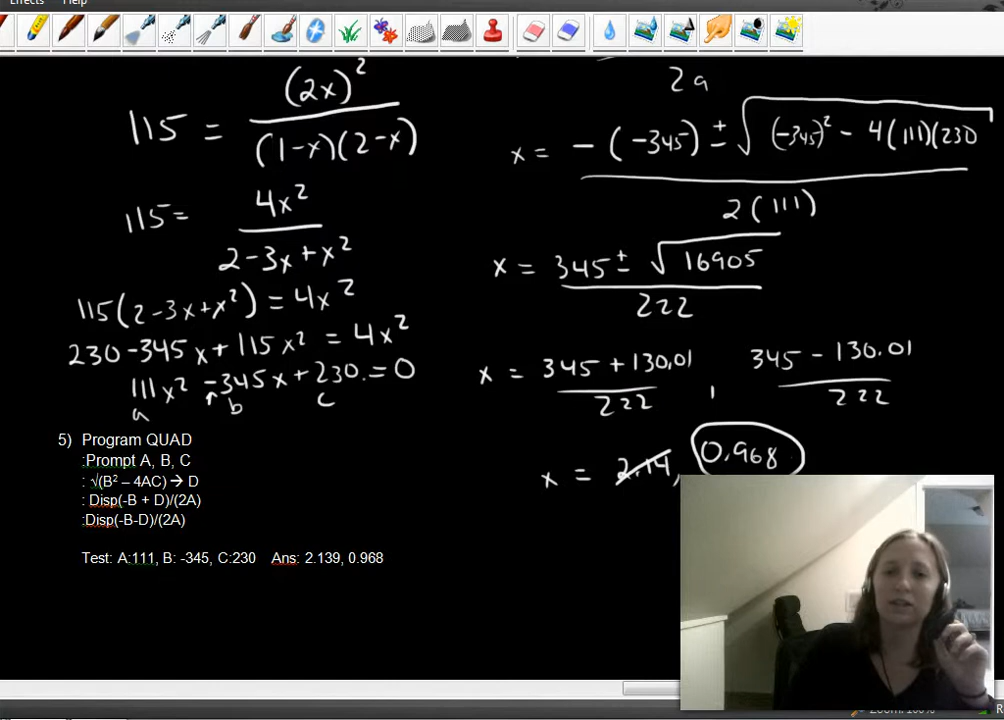 Effects Help
115 = (2x)² / (1-x)(2-x)
115 = 4x² / 2-3x+x²
115(2-3x+x²) = 4x²
230-345x+115x² = 4x²
111x² -345x+230.=0
a b c
2a
x = -(-345) ± √(-345)² - 4(111)(230 / 2(111)
x = 345 ± √16905 / 222
x = 345 + 130.01 / 222 , 345 - 130.01 / 222
x = 2.14, 0.968
5) Program QUAD
:Prompt A, B, C
: √(B² – 4AC) → D
: Disp(-B + D)/(2A)
:Disp(-B-D)/(2A)
Test: A:111, B: -345, C:230 Ans: 2.139, 0.968